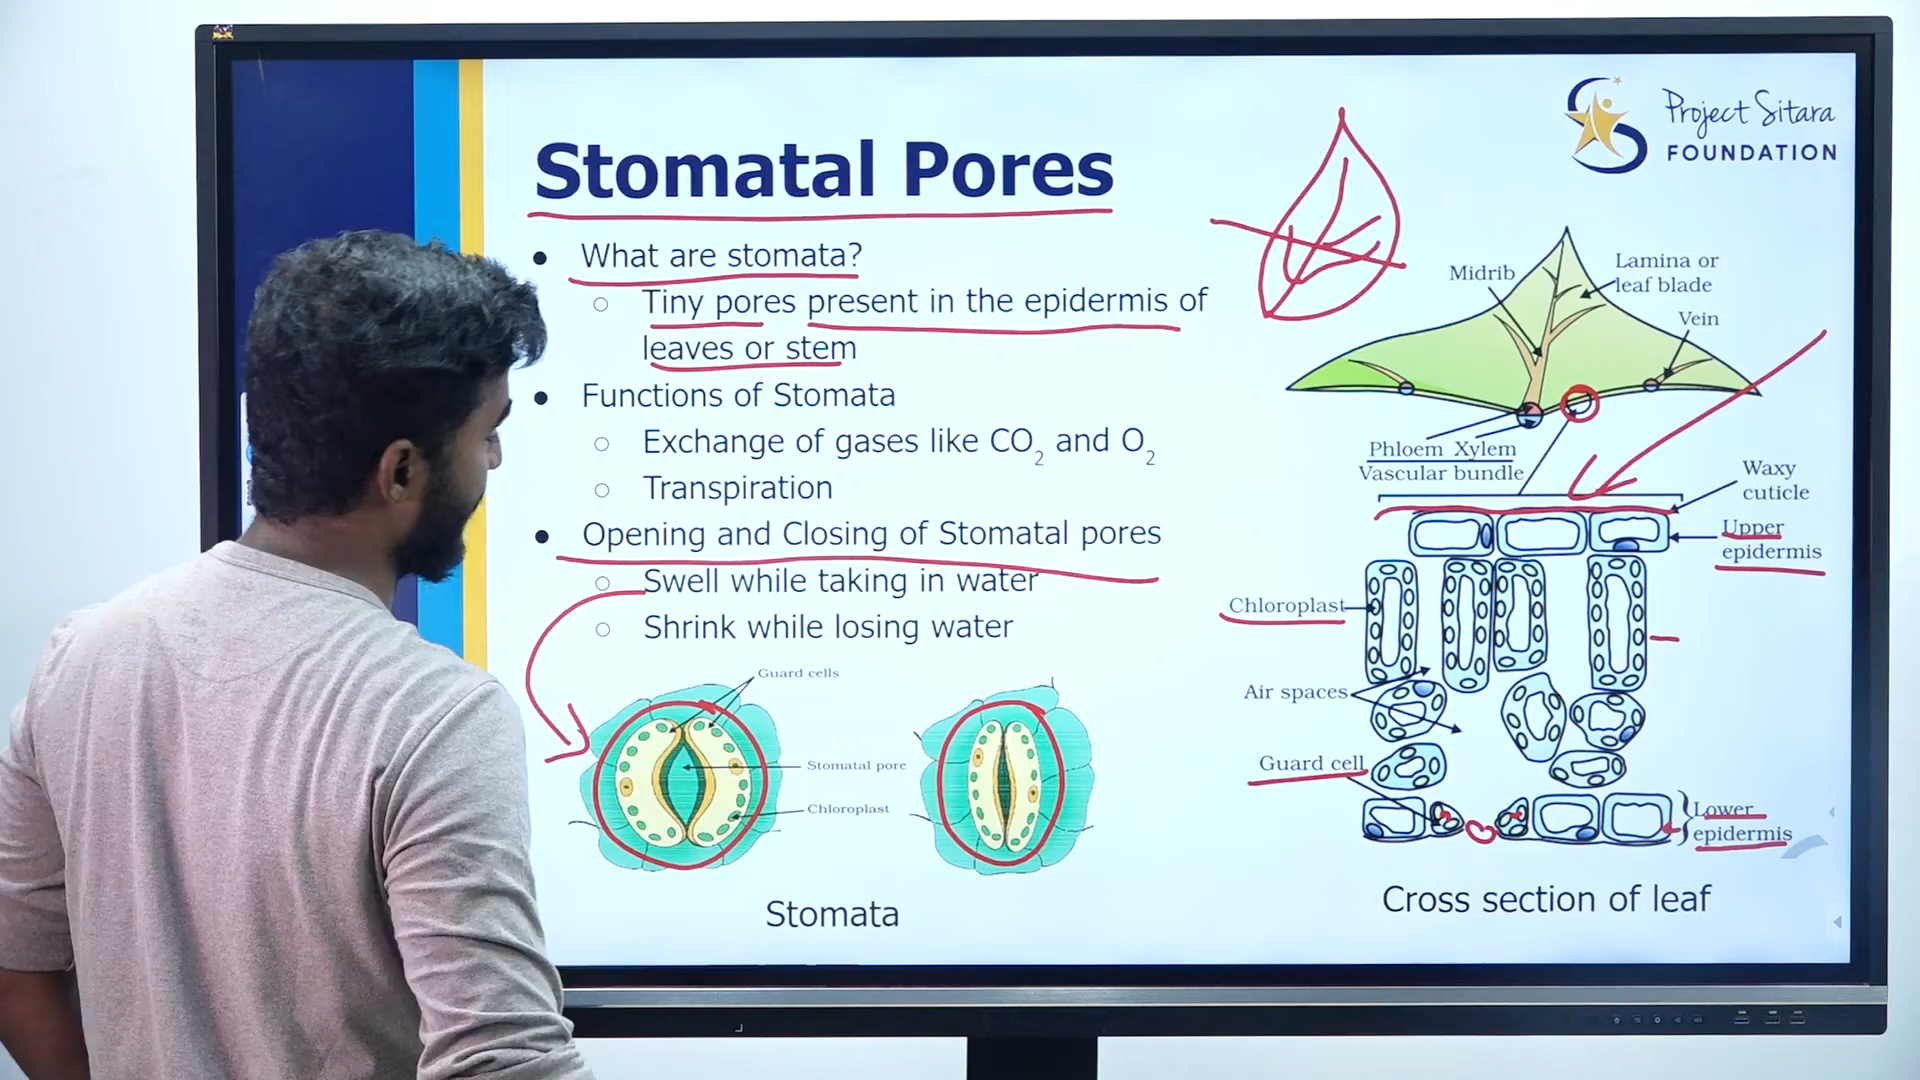 Project Sitara
FOUNDATION
Stomatal Pores
● What are stomata?
○ Tiny pores present in the epidermis of
leaves or stem
● Functions of Stomata
○ Exchange of gases like CO₂ and O₂
○ Transpiration
● Opening and Closing of Stomatal pores
○ Swell while taking in water
○ Shrink while losing water
Guard cells
Stomatal pore
Chloroplast
Stomata
Midrib
Lamina or
leaf blade
Vein
Phloem Xylem
Vascular bundle
Waxy
cuticle
Upper
epidermis
Chloroplast
Air spaces
Guard cell
Lower
epidermis
Cross section of leaf